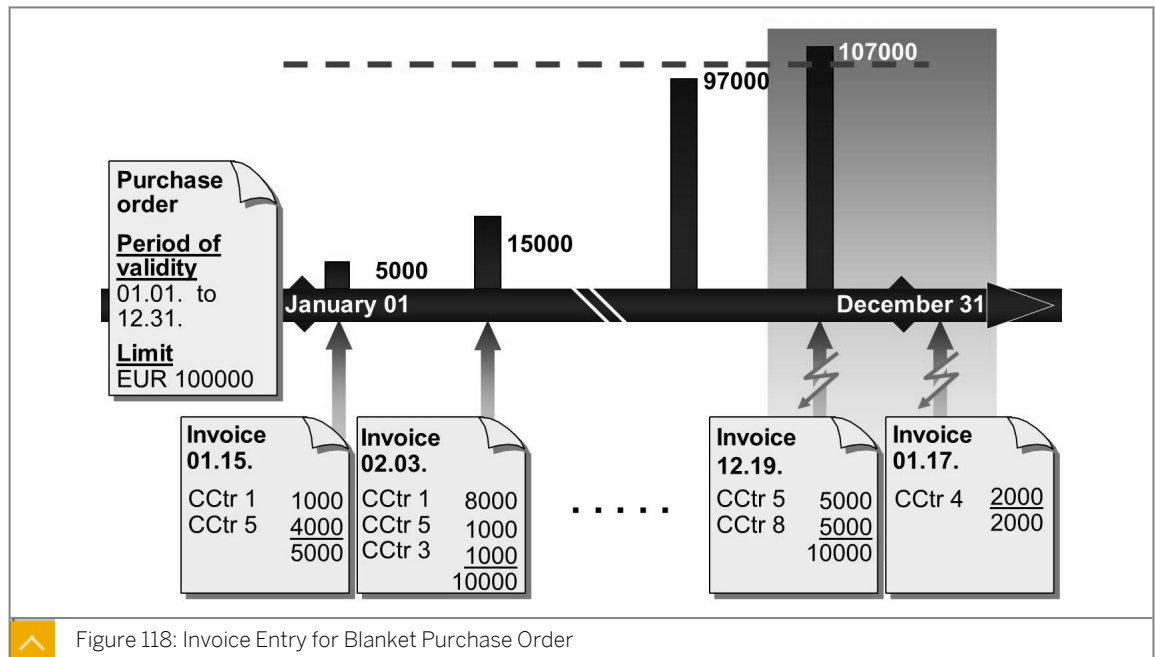 107000
97000
Purchase
order
Period of
validity
01.01. to
12.31.
Limit
EUR 100000
15000
5000
January 01
December 31
Invoice
01.15.
CCtr 1 1000
CCtr 5 4000
5000
Invoice
02.03.
CCtr 1 8000
CCtr 5 1000
CCtr 3 1000
10000
.....
Invoice
12.19.
CCtr 5 5000
CCtr 8 5000
10000
Invoice
01.17.
CCtr 4 2000
2000
Figure 118: Invoice Entry for Blanket Purchase Order